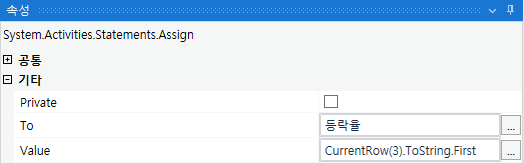 속성
System.Activities.Statements.Assign
공통
기타
Private
To 등락율 ...
Value CurrentRow(3).ToString.First ...